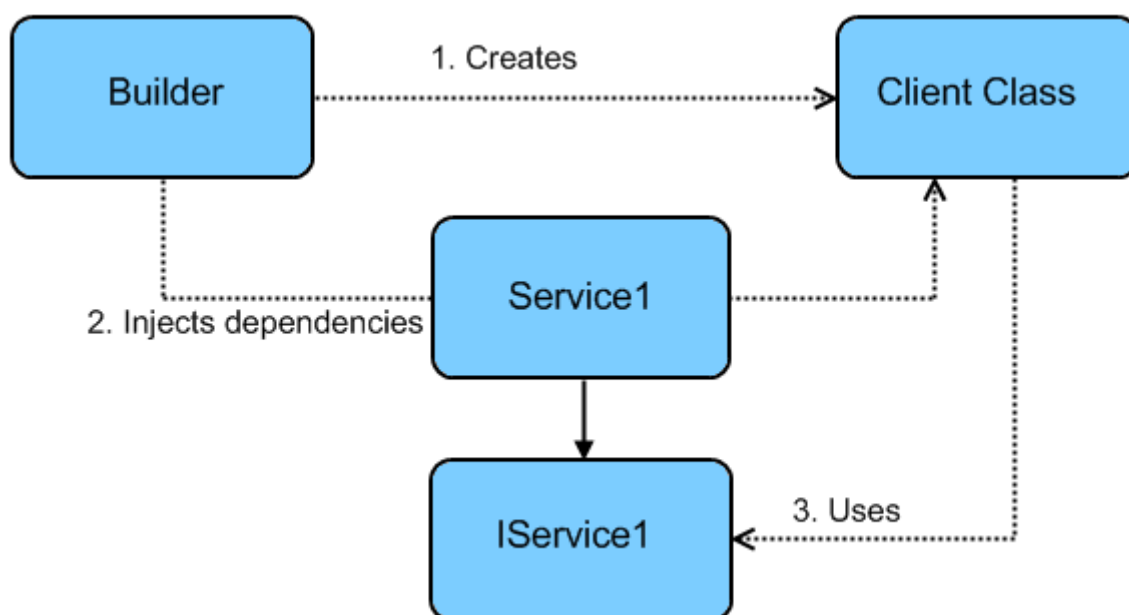 1. Creates
Builder
Client Class
Service1
2. Injects dependencies
3. Uses
IService1